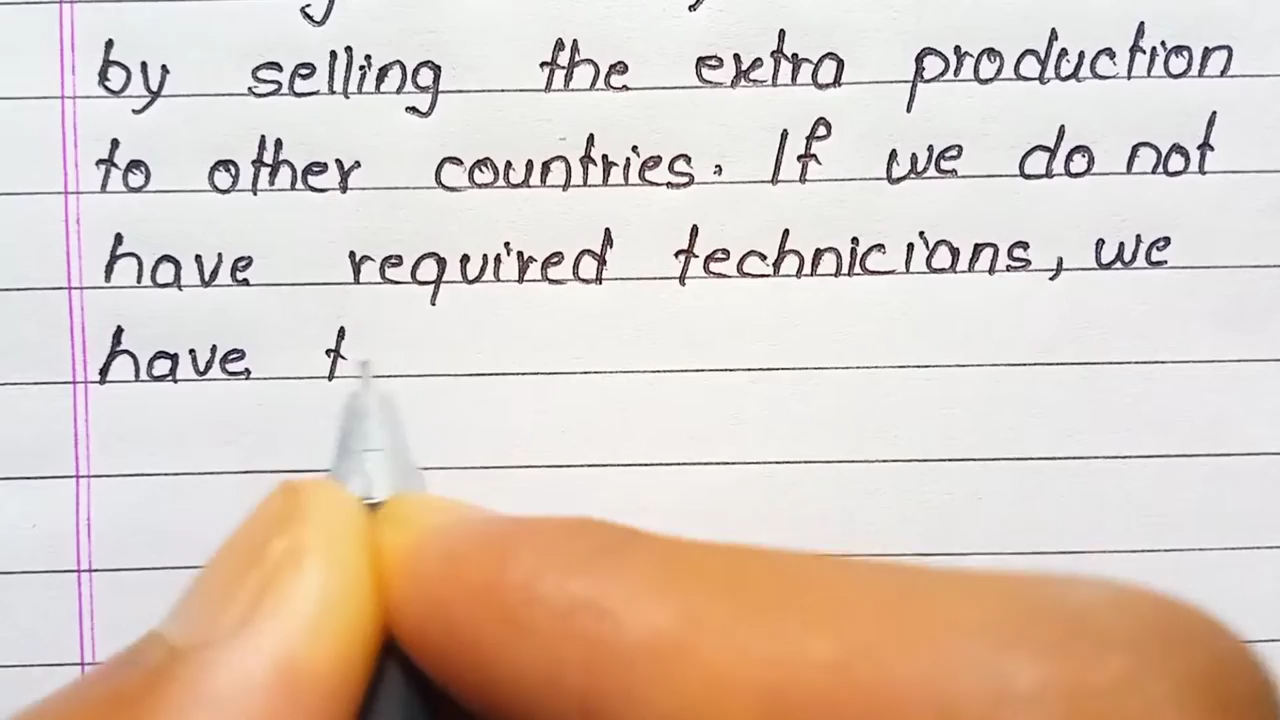 by selling the extra production
to other countries. If we do not
have required technicians, we
have t